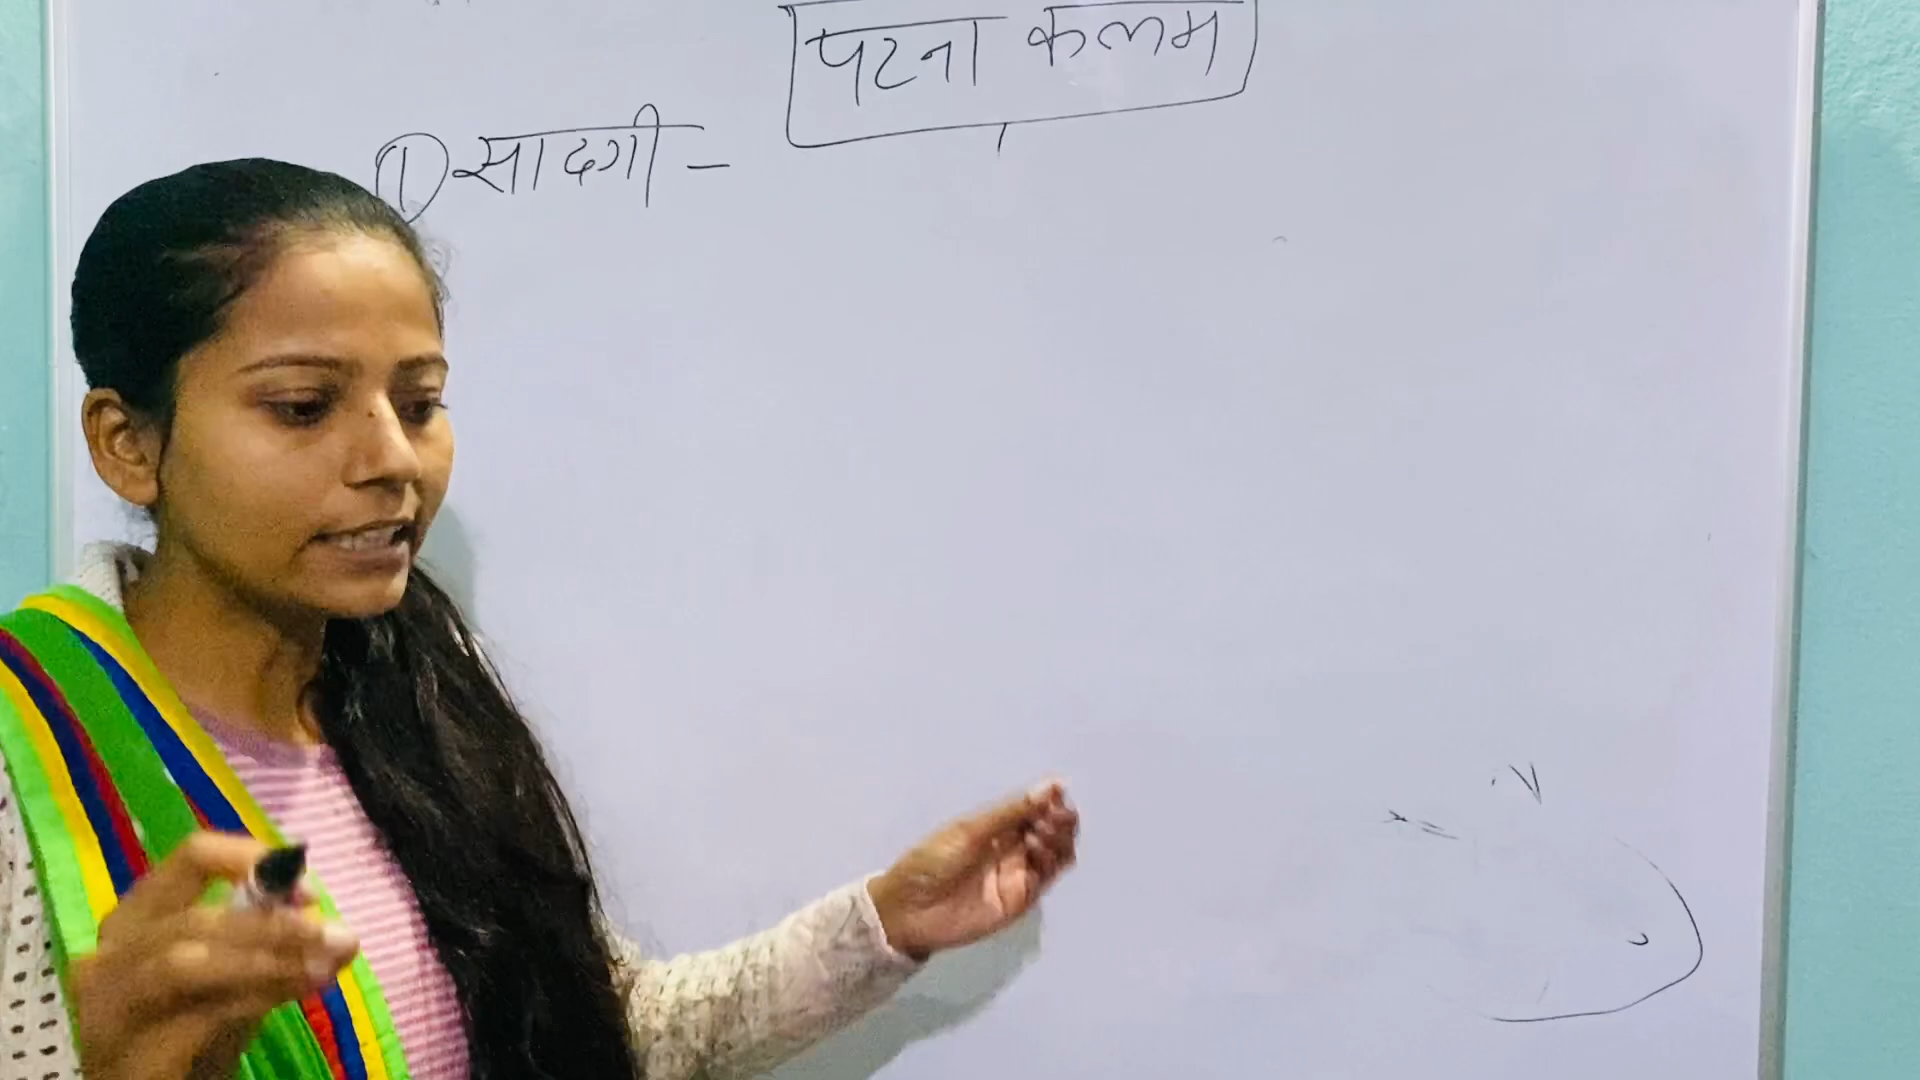 पटना कलम
① सादगी -